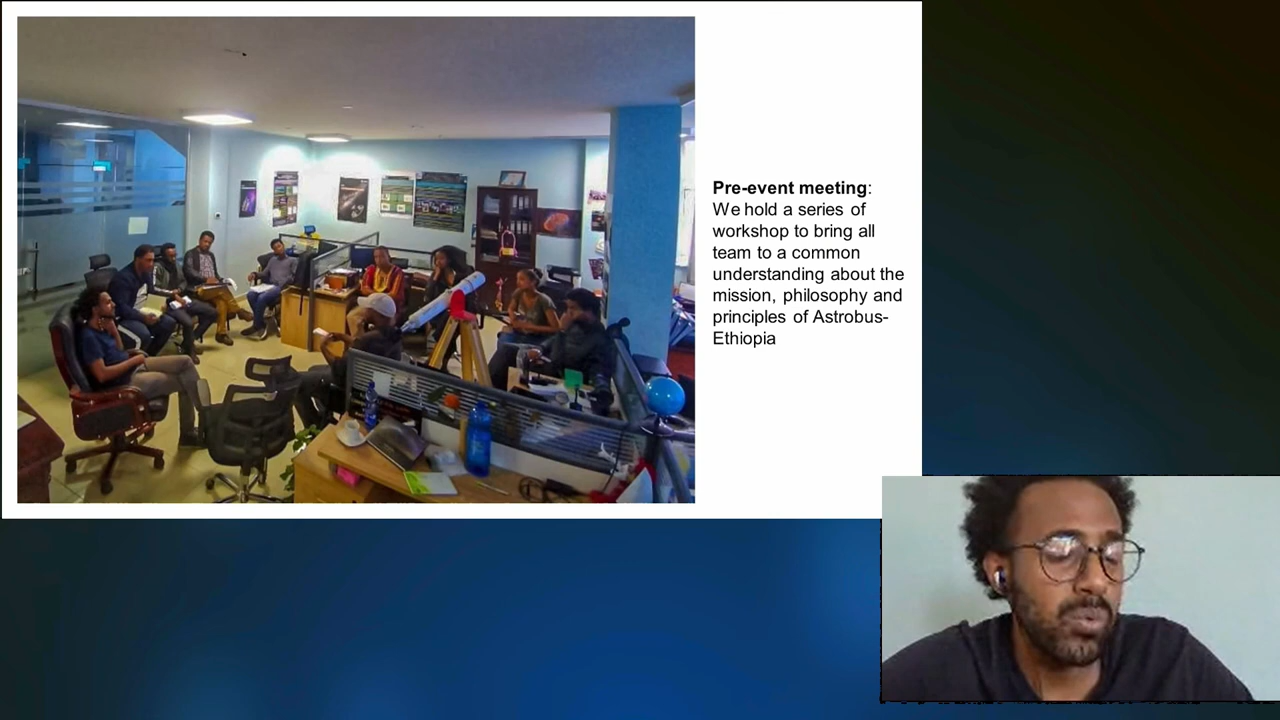 Pre-event meeting:
We hold a series of
workshop to bring all
team to a common
understanding about the
mission, philosophy and
principles of Astrobus-
Ethiopia